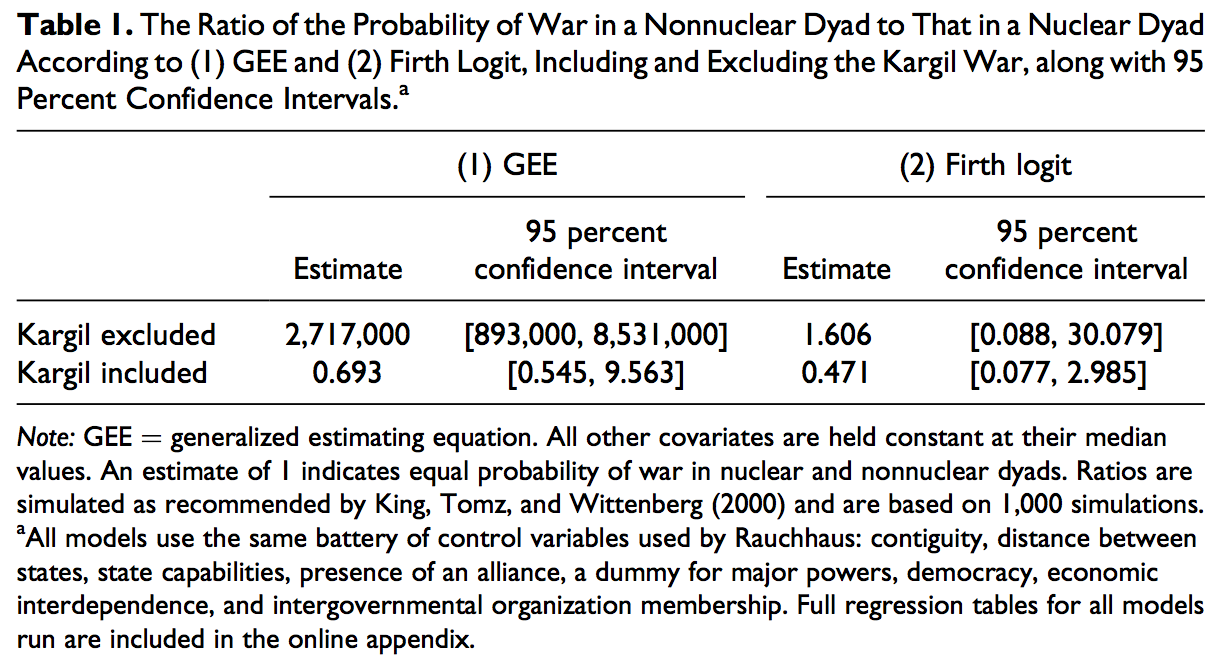 Table 1. The Ratio of the Probability of War in a Nonnuclear Dyad to That in a Nuclear Dyad
According to (1) GEE and (2) Firth Logit, Including and Excluding the Kargil War, along with 95
Percent Confidence Intervals.a
(1) GEE (2) Firth logit
95 percent 95 percent
Estimate confidence interval Estimate confidence interval
Kargil excluded 2,717,000 [893,000, 8,531,000] 1.606 [0.088, 30.079]
Kargil included 0.693 [0.545, 9.563] 0.471 [0.077, 2.985]
Note: GEE = generalized estimating equation. All other covariates are held constant at their median
values. An estimate of 1 indicates equal probability of war in nuclear and nonnuclear dyads. Ratios are
simulated as recommended by King, Tomz, and Wittenberg (2000) and are based on 1,000 simulations.
aAll models use the same battery of control variables used by Rauchhaus: contiguity, distance between
states, state capabilities, presence of an alliance, a dummy for major powers, democracy, economic
interdependence, and intergovernmental organization membership. Full regression tables for all models
run are included in the online appendix.